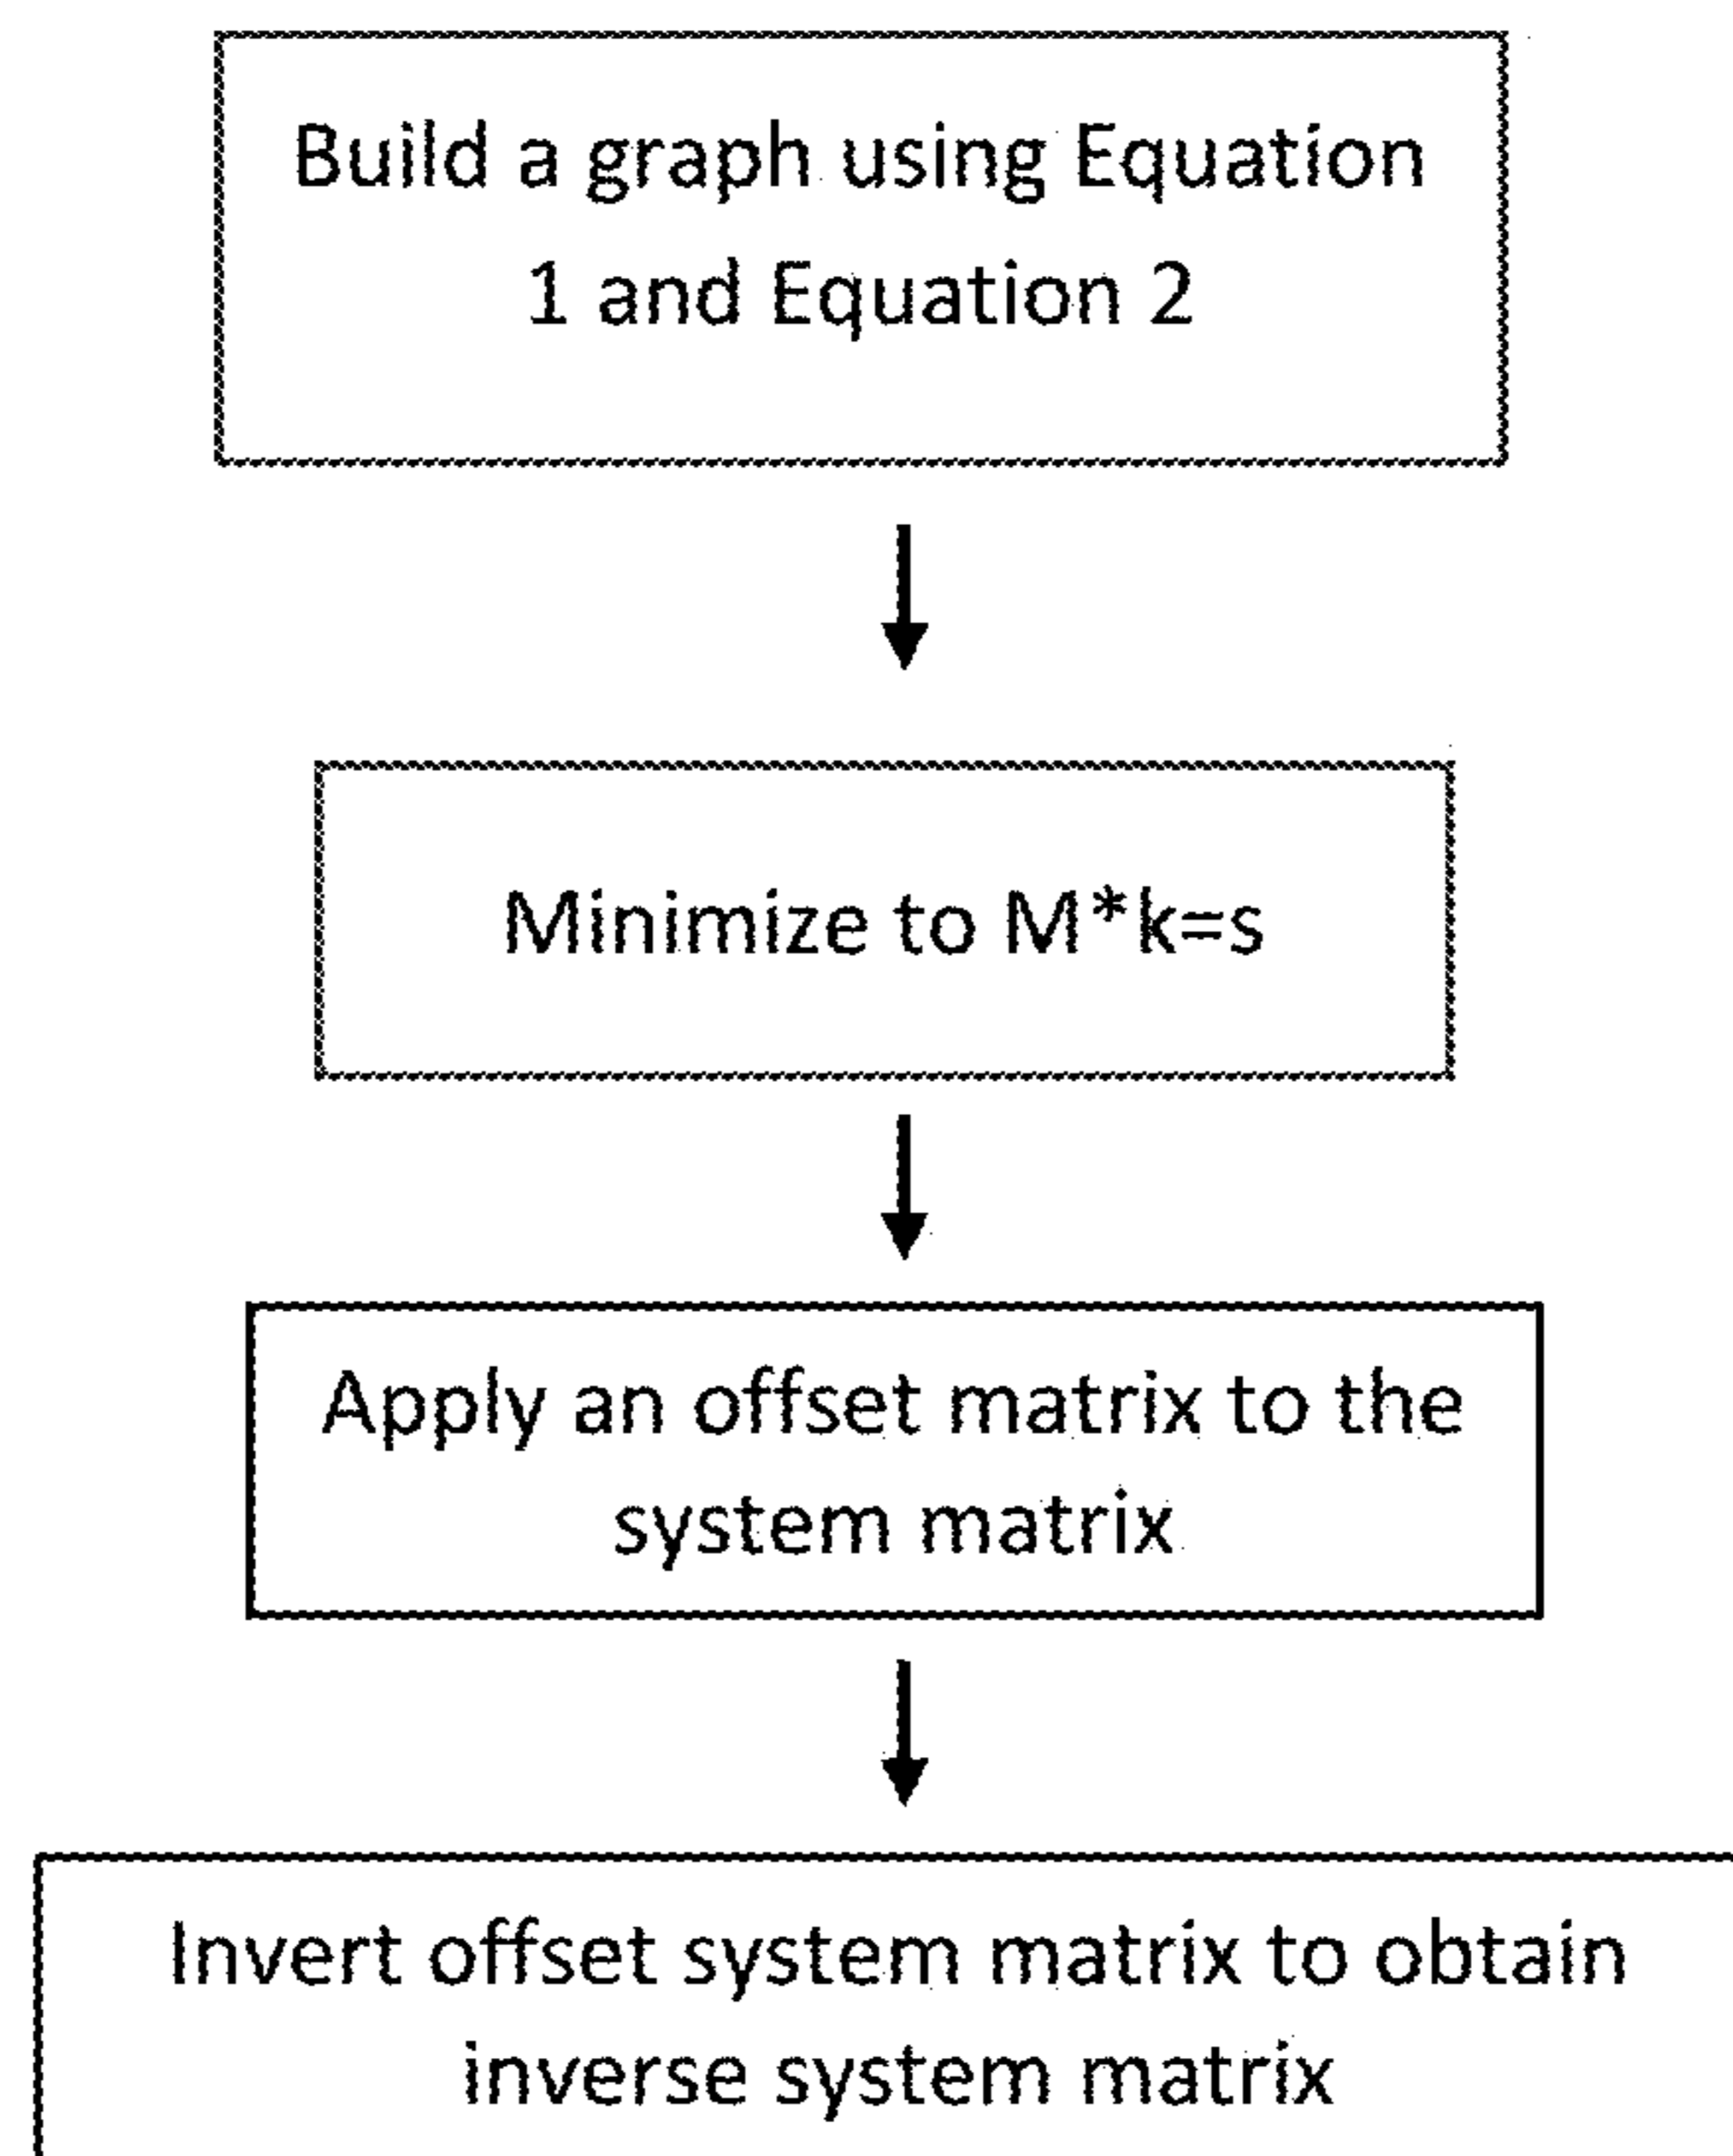 Build a graph using Equation
1 and Equation 2
Minimize to M*k=s
Apply an offset matrix to the
system matrix
Invert offset system matrix to obtain
inverse system matrix